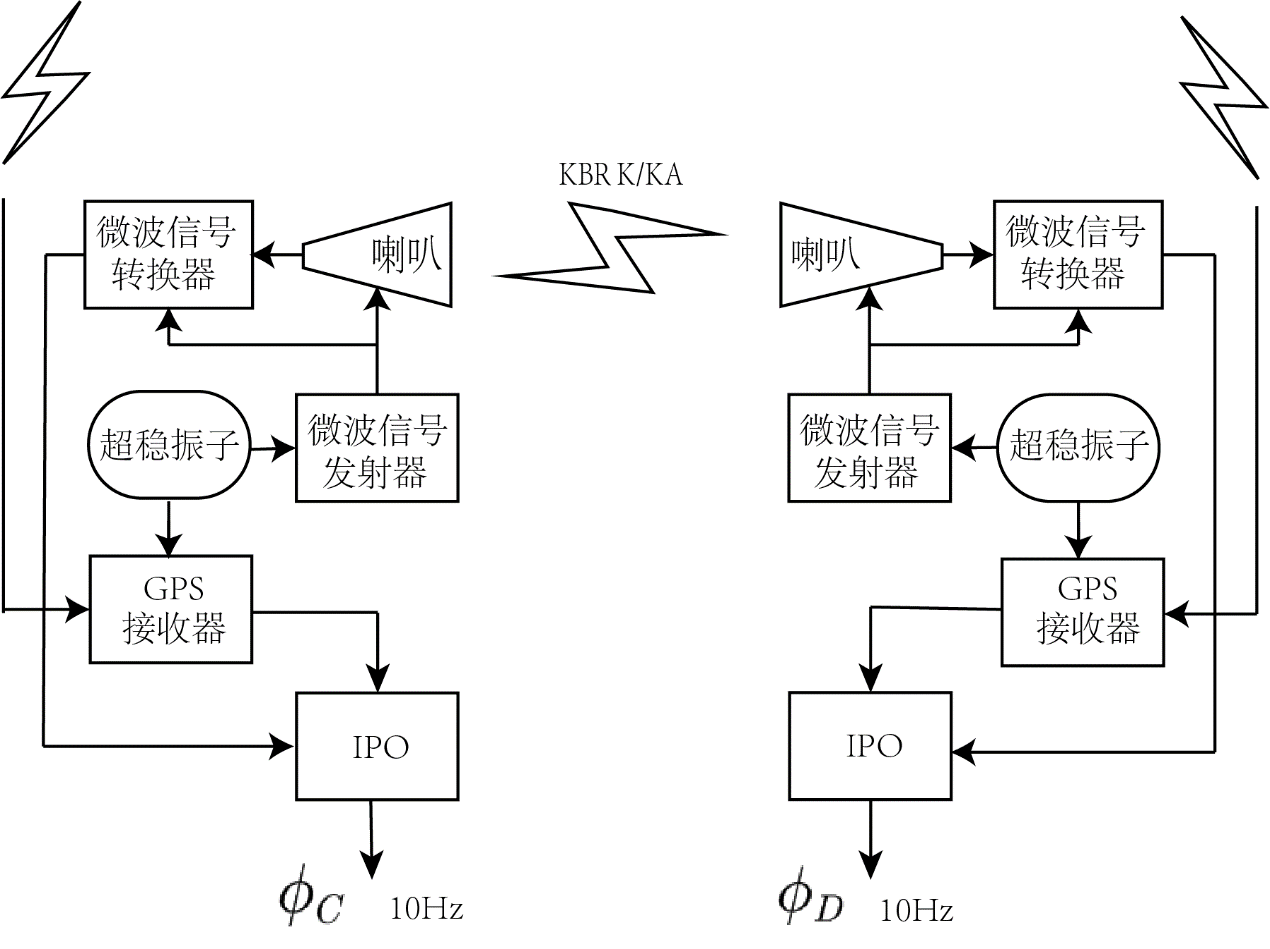 KBR K/KA
微波信号
转换器
喇叭
喇叭
微波信号
转换器
超稳振子
微波信号
发射器
微波信号
发射器
超稳振子
GPS
接收器
GPS
接收器
IPO
IPO
ϕC 10Hz
ϕD 10Hz